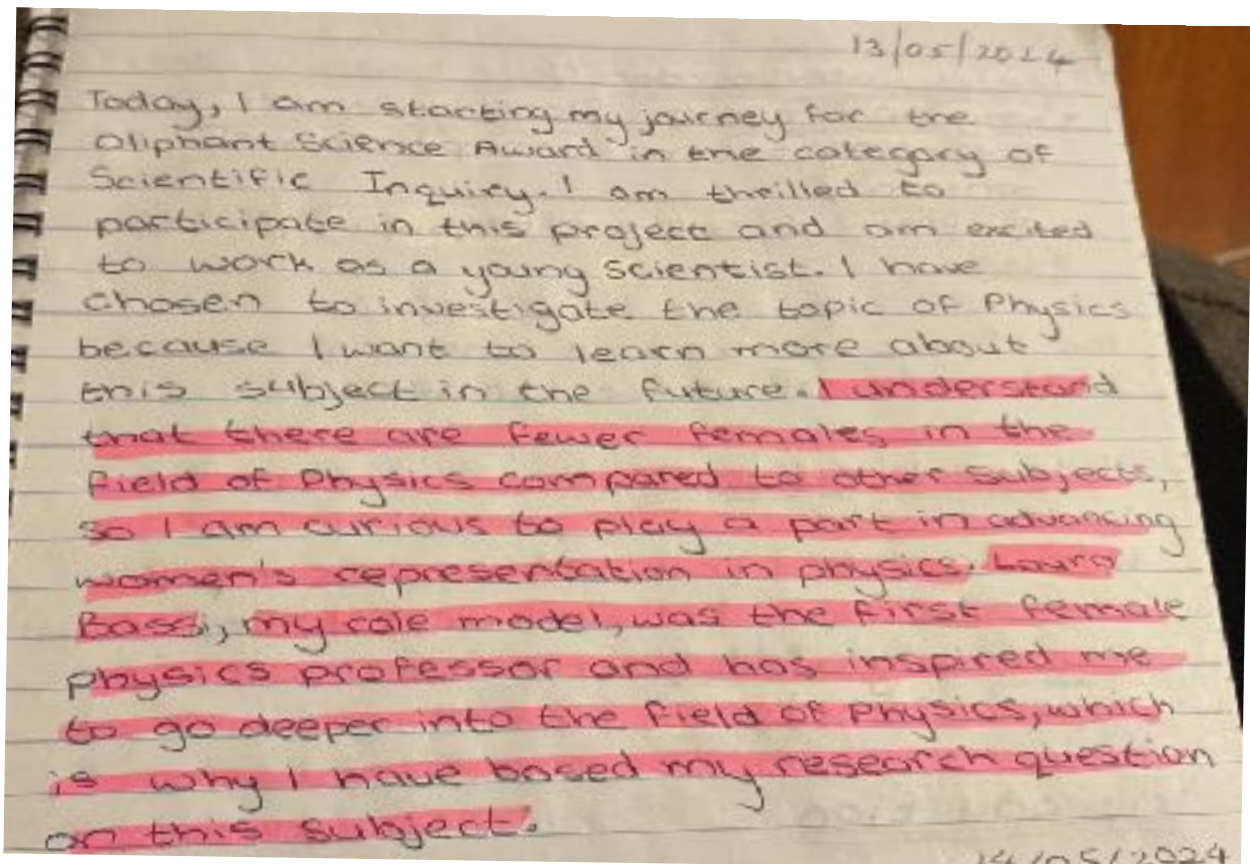 13/05/2024
Today, I am starting my journey for the
Oliphant Science Award in the category of
Scientific Inquiry. I am thrilled to
participate in this project and am excited
to work as a young scientist. I have
chosen to investigate the topic of Physics
because I want to learn more about
this subject in the future. I understand
that there are fewer females in the
field of Physics compared to other subjects,
so I am curious to play a part in advancing
women's representation in physics. Laura
Bassi, my role model, was the first female
physics professor and has inspired me
to go deeper into the field of Physics, which
is why I have based my research question
on this subject.
14/05/2024